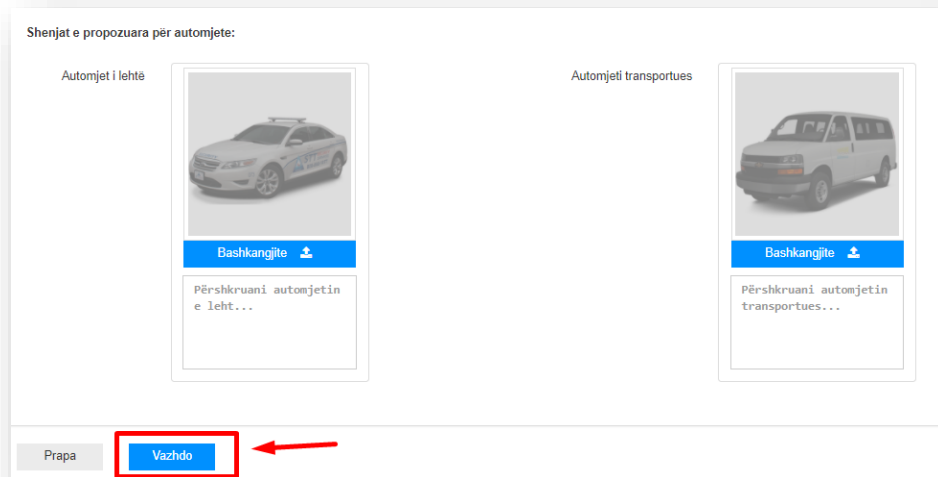 Shenjat e propozuara për automjete:
Automjet i lehtë
Automjeti transportues
Bashkangjite
Bashkangjite
Përshkruani automjetin
e leht...
Përshkruani automjetin
transportues...
Prapa
Vazhdo